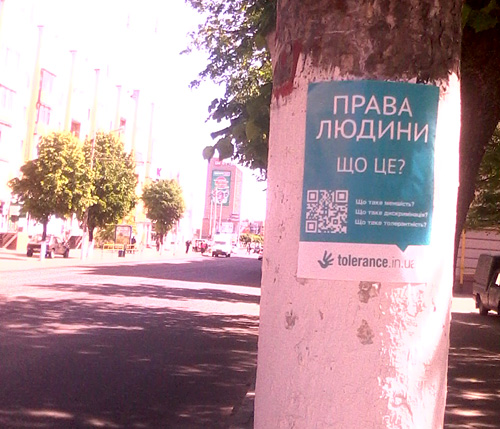 ПРАВА
ЛЮДИНИ
ЩО ЦЕ?
Що таке меншість?
Що таке дискримінація?
Що таке толерантність?
tolerance.in.ua